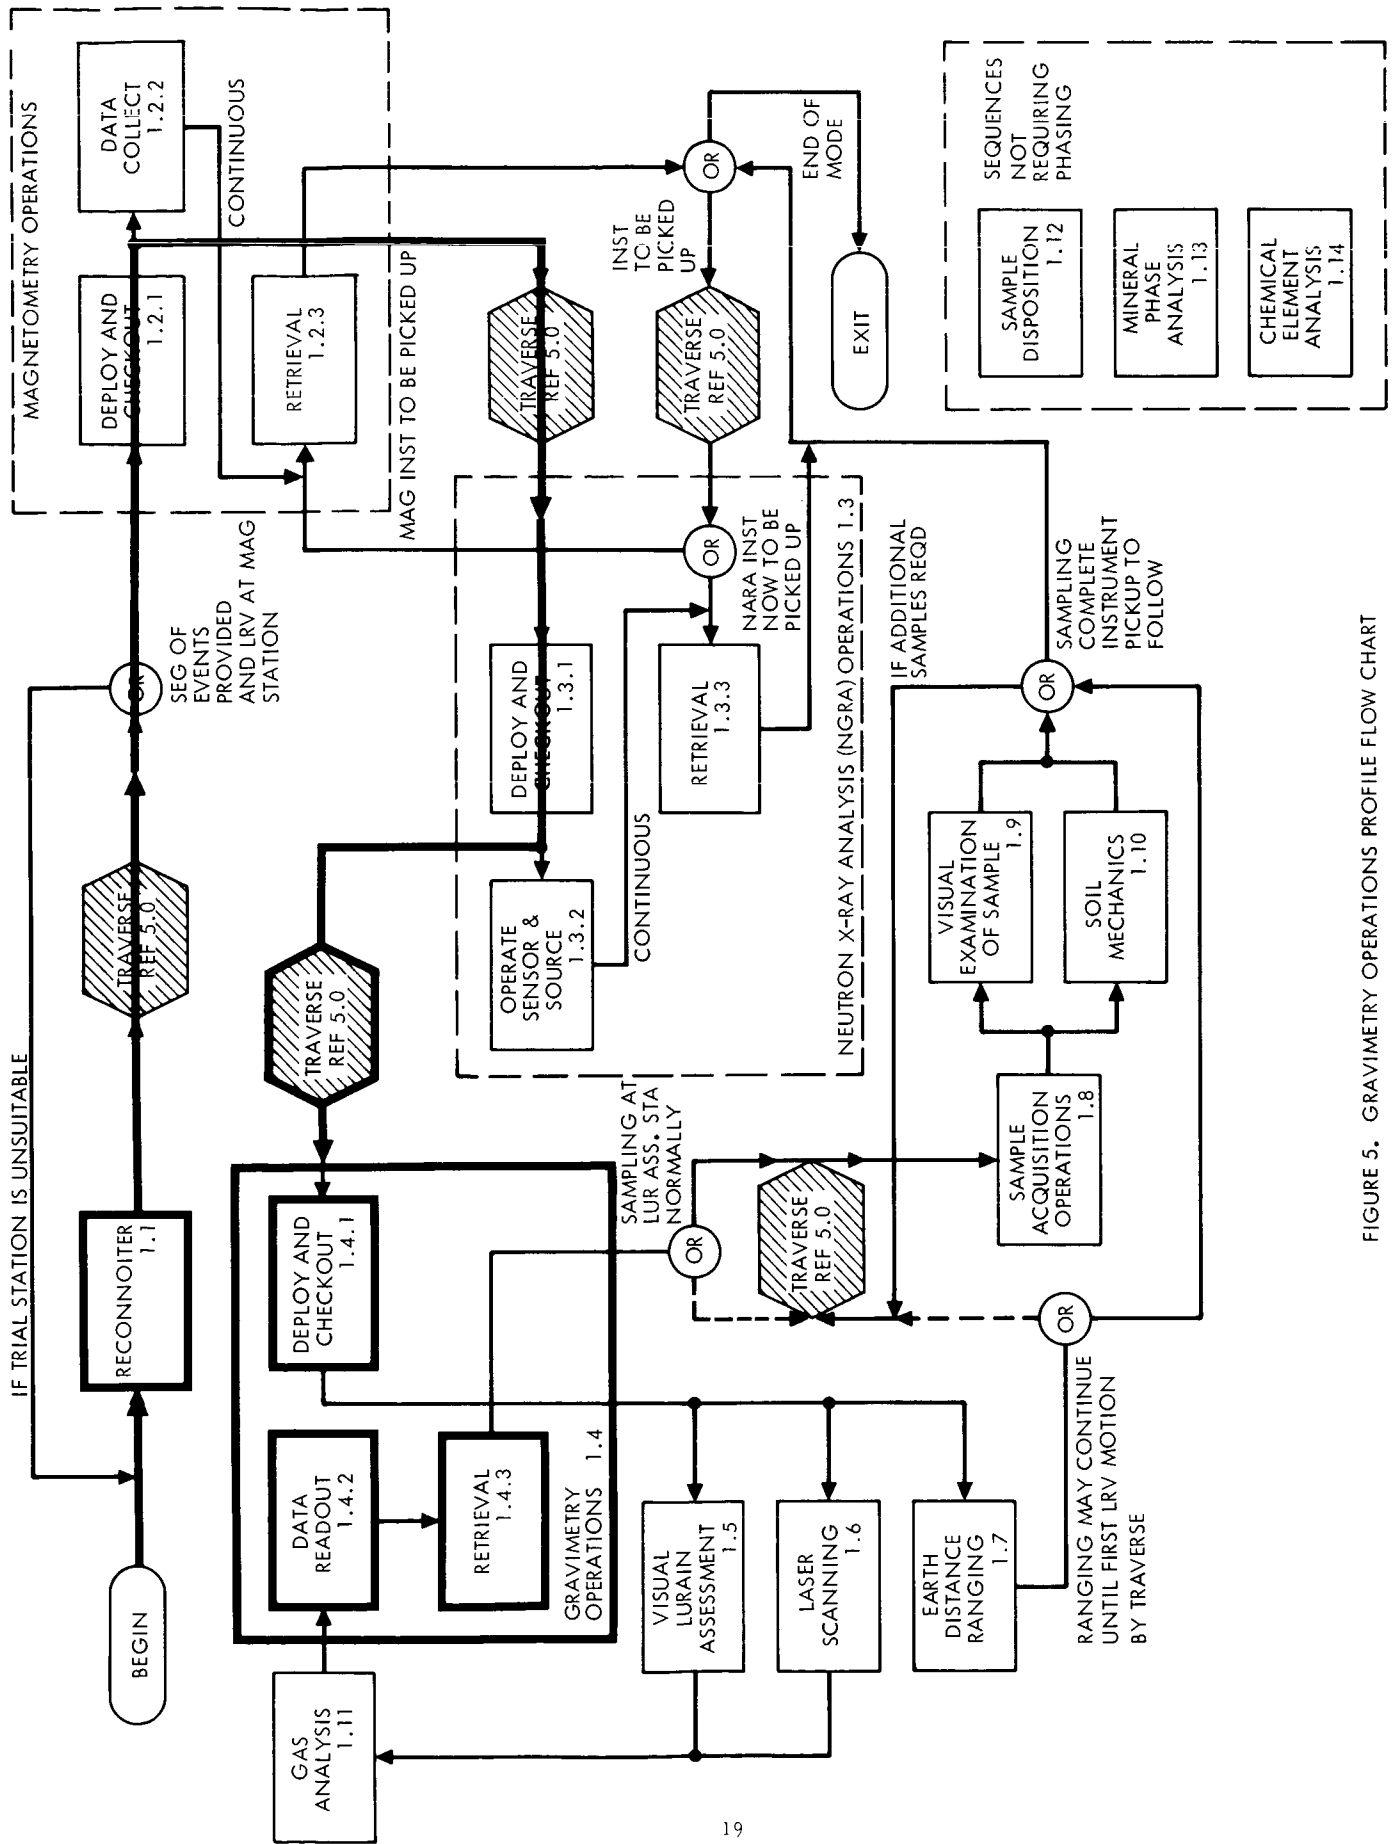 IF TRIAL STATION IS UNSUITABLE
BEGIN
RECONNOITER
1.1
TRAVERSE
REF 5.0
OR
SEG OF
EVENTS
PROVIDED
AND LRV AT MAG
STATION
MAGNETOMETRY OPERATIONS
DEPLOY AND
CHECKOUT
1.2.1
DATA
COLLECT
1.2.2
CONTINUOUS
RETRIEVAL
1.2.3
MAG INST TO BE PICKED UP
GAS
ANALYSIS
1.11
DATA
READOUT
1.4.2
RETRIEVAL
1.4.3
DEPLOY AND
CHECKOUT
1.4.1
GRAVIMETRY
OPERATIONS 1.4
TRAVERSE
REF 5.0
OPERATE
SENSOR &
SOURCE
1.3.2
CONTINUOUS
DEPLOY AND
CHECKOUT
1.3.1
RETRIEVAL
1.3.3
NARA INST
NOW TO BE
PICKED UP
OR
NEUTRON X-RAY ANALYSIS (NGRA) OPERATIONS 1.3
TRAVERSE
REF 5.0
TRAVERSE
REF 5.0
INST
TO BE
PICKED
UP
OR
END OF
MODE
EXIT
VISUAL
LURAIN
ASSESSMENT
1.5
LASER
SCANNING
1.6
EARTH
DISTANCE
RANGING
1.7
RANGING MAY CONTINUE
UNTIL FIRST LRV MOTION
BY TRAVERSE
OR
SAMPLING AT
LUR ASS. STA
NORMALLY
OR
TRAVERSE
REF 5.0
SAMPLE
ACQUISITION
OPERATIONS
1.8
VISUAL
EXAMINATION
OF SAMPLE
1.9
SOIL
MECHANICS
1.10
IF ADDITIONAL
SAMPLES REQD
OR
SAMPLING
COMPLETE
INSTRUMENT
PICKUP TO
FOLLOW
SEQUENCES
NOT
REQUIRING
PHASING
SAMPLE
DISPOSITION
1.12
MINERAL
PHASE
ANALYSIS
1.13
CHEMICAL
ELEMENT
ANALYSIS
1.14
FIGURE 5. GRAVIMETRY OPERATIONS PROFILE FLOW CHART
19